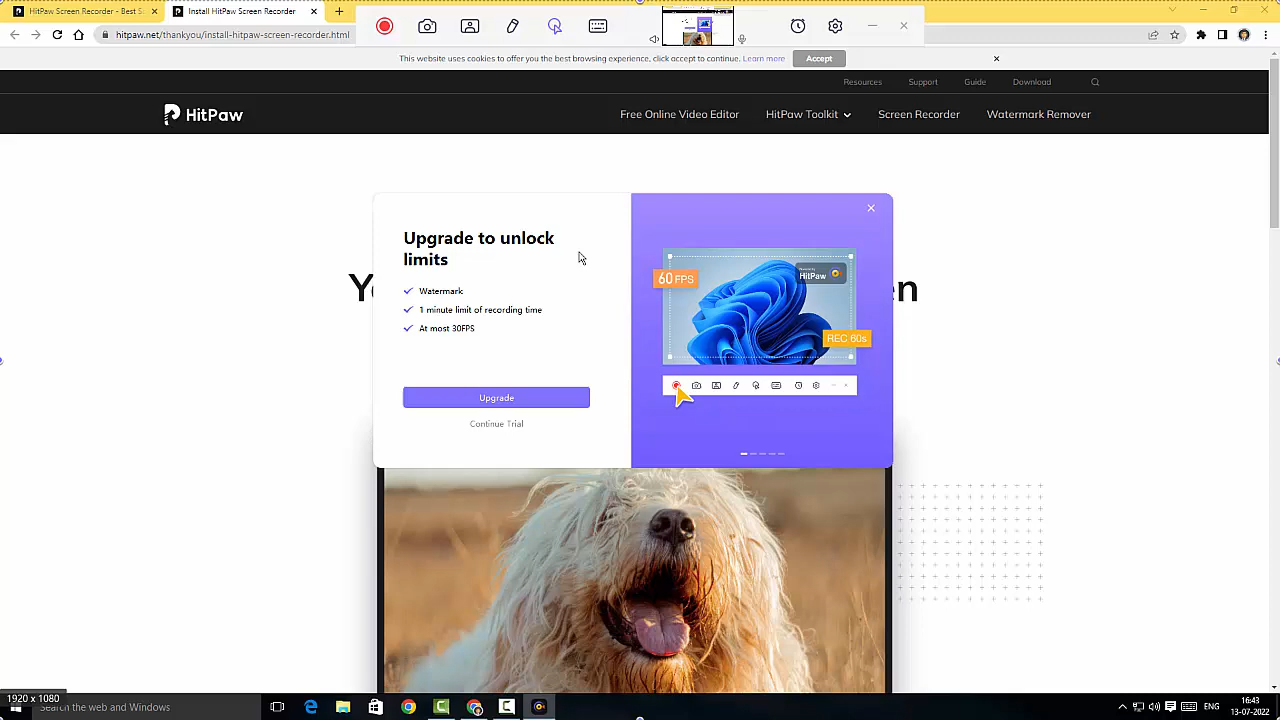 HitPaw Screen Recorder - Best S
Install HitPaw Screen Recorder
hitpaw.net/thankyou/install-hitpaw-screen-recorder.html
This website uses cookies to offer you the best browsing experience, click accept to continue. Learn more
Accept
Resources Support Guide Download
HitPaw
Free Online Video Editor HitPaw Toolkit Screen Recorder Watermark Remover
Upgrade to unlock
limits
Watermark
1 minute limit of recording time
At most 30FPS
Upgrade
Continue Trial
60 FPS
HitPaw
REC 60s
1920 x 1080
Search the web and Windows
ENG
16:43
13-07-2022